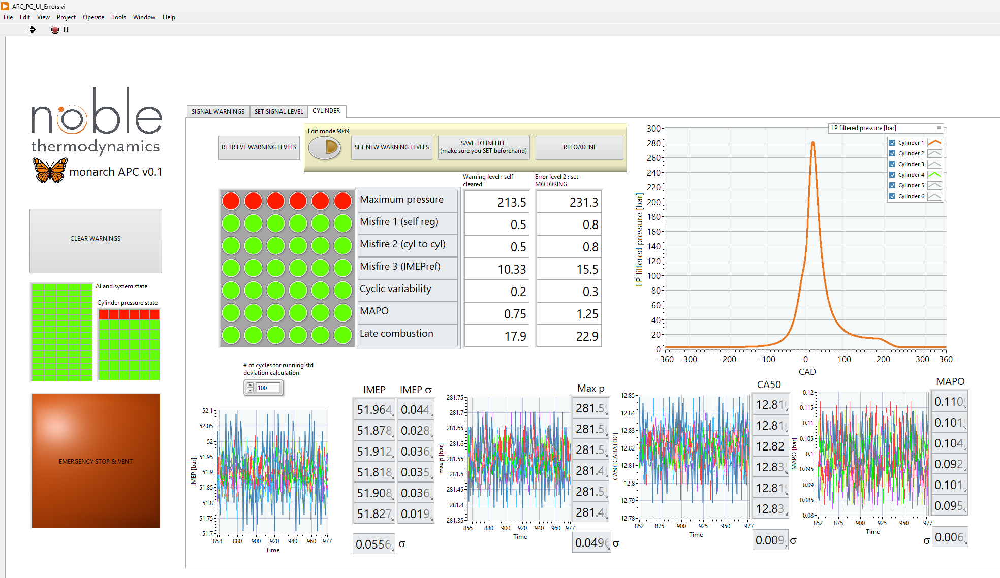 APC_PC_UI_Errors.vi
File Edit View Project Operate Tools Window Help
noble
thermodynamics
monarch APC v0.1
CLEAR WARNINGS
AI and system state
Cylinder pressure state
EMERGENCY STOP & VENT
SIGNAL WARNINGS SET SIGNAL LEVEL CYLINDER
Edit mode 9049
RETRIEVE WARNING LEVELS
SET NEW WARNING LEVELS
SAVE TO INI FILE
(make sure you SET beforehand)
RELOAD INI
Warning level : self
cleared
Error level 2 : set
MOTORING
Maximum pressure 213.5 231.3
Misfire 1 (self reg) 0.5 0.8
Misfire 2 (cyl to cyl) 0.5 0.8
Misfire 3 (IMEPref) 10.33 15.5
Cyclic variability 0.2 0.3
MAPO 0.75 1.25
Late combustion 17.9 22.9
LP filtered pressure [bar]
Cylinder 1
Cylinder 2
Cylinder 3
Cylinder 4
Cylinder 5
Cylinder 6
LP filtered pressure [bar]
300
280
260
240
220
200
180
160
140
120
100
80
60
40
20
0
-360 -300 -200 -100 0 100 200 300 360
CAD
# of cycles for running std
deviation calculation
100
IMEP [bar]
52.1
52.05
52
51.95
51.9
51.85
51.8
51.75
51.7
858 880 900 920 940 960 977
Time
IMEP IMEP σ
51.964 0.044
51.878 0.028
51.912 0.036
51.818 0.035
51.908 0.036
51.827 0.019
0.0556 σ
max p [bar]
281.75
281.7
281.65
281.6
281.55
281.5
281.45
281.4
281.35
855 880 900 920 940 960 977
Time
Max p
281.5
281.5
281.5
281.4
281.5
281.4
0.0496 σ
CA50 [CADATDC]
12.85
12.84
12.83
12.82
12.81
12.8
12.79
12.78
852 875 900 925 950 977
Time
CA50
12.81
12.81
12.82
12.83
12.81
12.83
0.009 σ
MAPO [bar]
0.12
0.115
0.11
0.105
0.1
0.095
0.09
0.085
0.08
852 875 900 925 950 977
Time
MAPO
0.110
0.101
0.104
0.092
0.101
0.095
σ 0.006